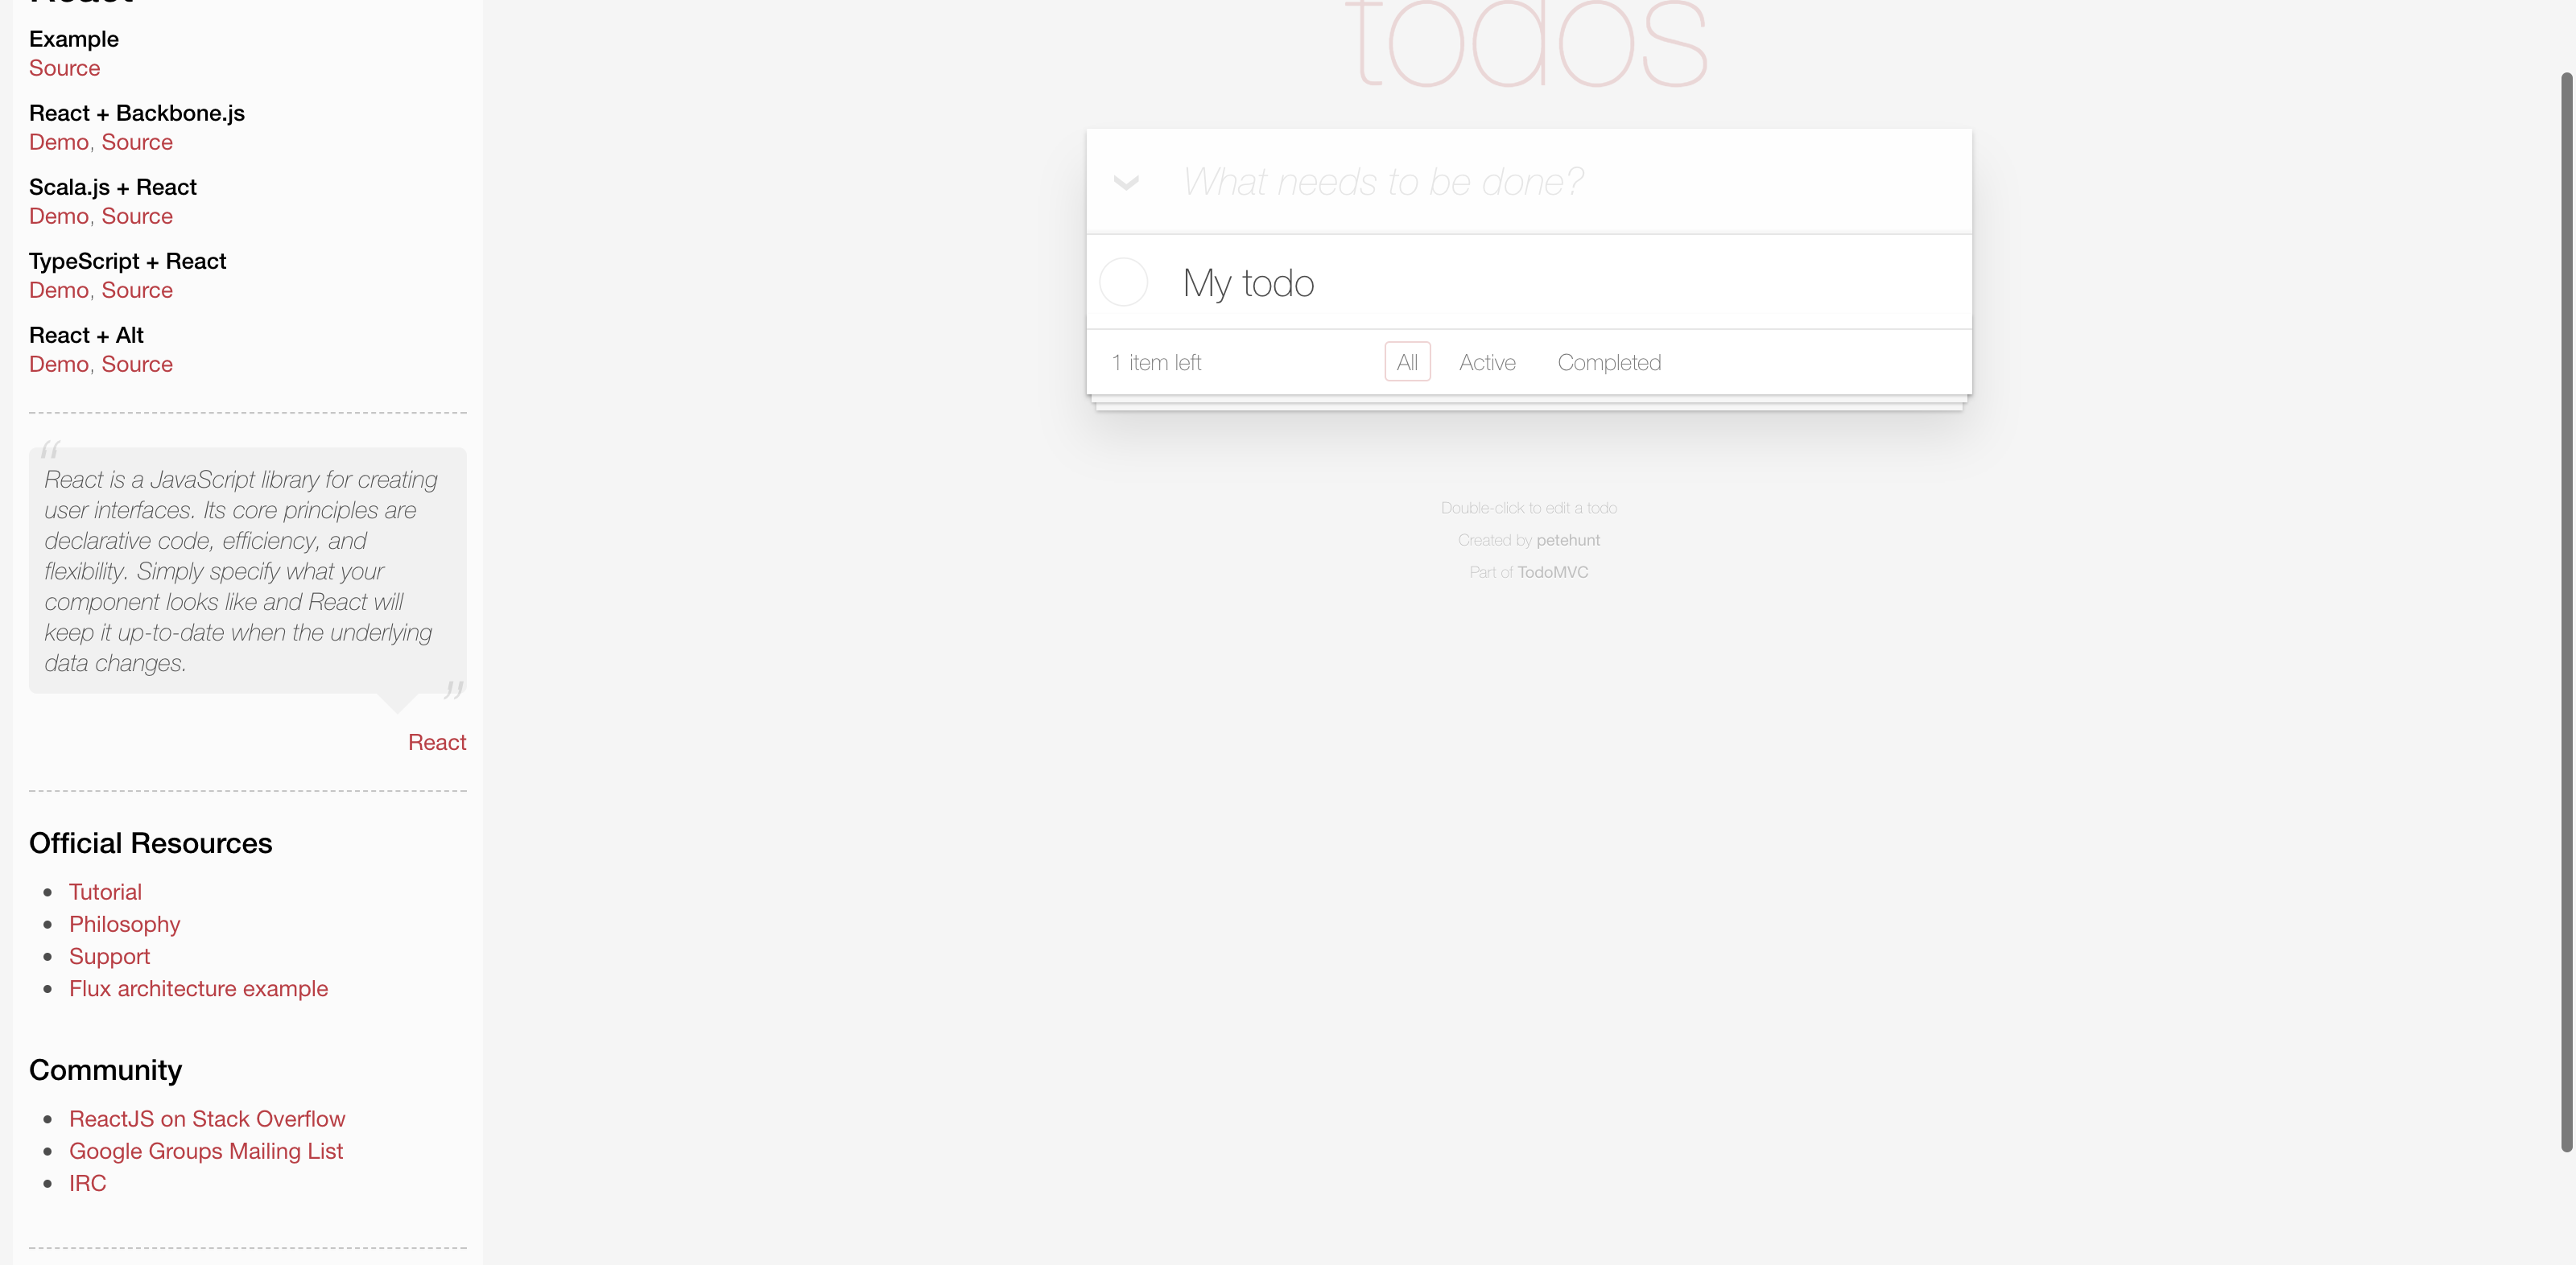 React
Example
Source
React + Backbone.js
Demo, Source
Scala.js + React
Demo, Source
TypeScript + React
Demo, Source
React + Alt
Demo, Source
“
React is a JavaScript library for creating
user interfaces. Its core principles are
declarative code, efficiency, and
flexibility. Simply specify what your
component looks like and React will
keep it up-to-date when the underlying
data changes.
”
React
Official Resources
• Tutorial
• Philosophy
• Support
• Flux architecture example
Community
• ReactJS on Stack Overflow
• Google Groups Mailing List
• IRC
todos
What needs to be done?
My todo
1 item left All Active Completed
Double-click to edit a todo
Created by petehunt
Part of TodoMVC